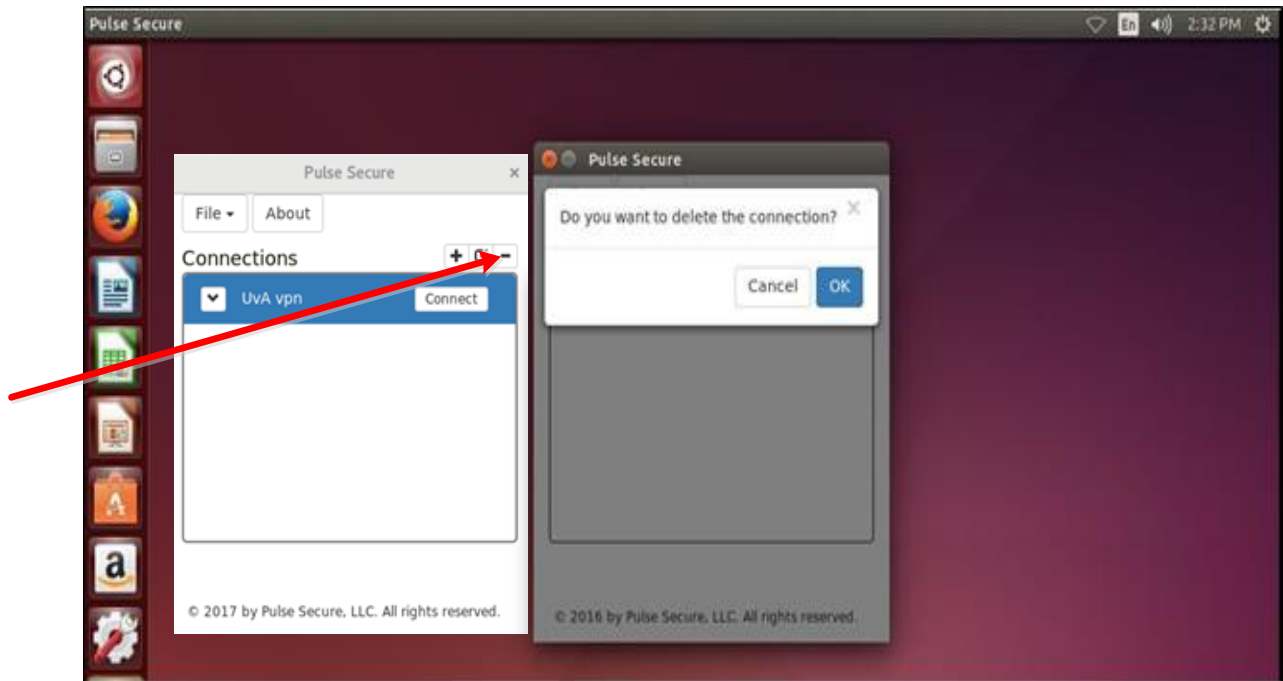 Pulse Secure
En
2:32 PM
Pulse Secure
×
File
About
Connections
+
-
UvA vpn
Connect
© 2017 by Pulse Secure, LLC. All rights reserved.
Pulse Secure
Do you want to delete the connection?
×
Cancel
OK
© 2016 by Pulse Secure, LLC. All rights reserved.
A
a